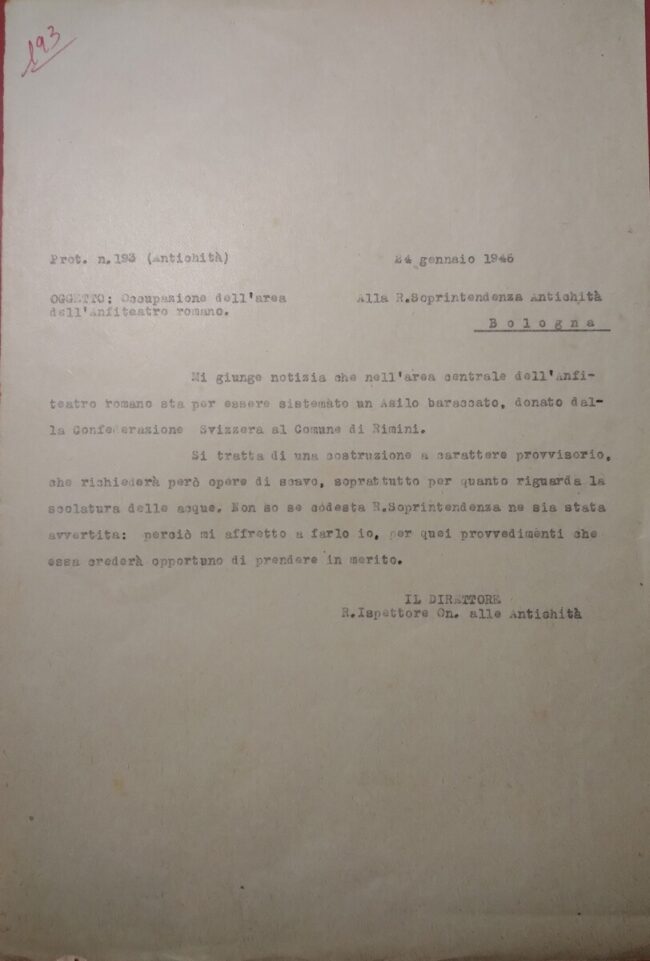 193
Prot. n.193 (Antichità)
24 gennaio 1946
OGGETTO: Occupazione dell'area
dell'Anfiteatro romano.
Alla R.Soprintendenza Antichità
Bologna
Mi giunge notizia che nell'area centrale dell'Anfi-
teatro romano sta per essere sistemato un Asilo baraccato, donato dal-
la Confederazione Svizzera al Comune di Rimini.
Si tratta di una costruzione a carattere provvisorio,
che richiederà però opere di scavo, soprattutto per quanto riguarda la
scolatura delle acque. Non so se codesta R.Soprintendenza ne sia stata
avvertita: perciò mi affretto a farlo io, per quei provvedimenti che
essa crederà opportuno di prendere in merito.
IL DIRETTORE
R.Ispettore On. alle Antichità